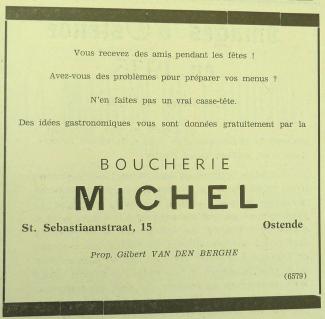 Vous recevez des amis pendant les fêtes !
Avez-vous des problèmes pour préparer vos menus ?
N'en faites pas un vrai casse-tête.
Des idées gastronomiques vous sont données gratuitement par la
BOUCHERIE
MICHEL
St. Sebastiaanstraat, 15 Ostende
Prop. Gilbert VAN DEN BERGHE
(6579)